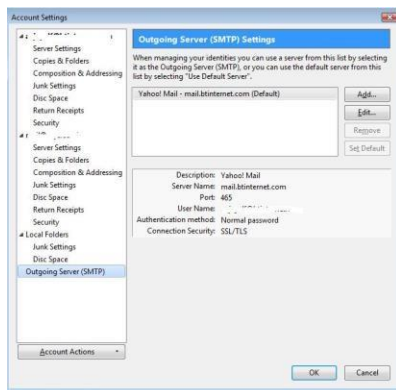 Account Settings
Server Settings
Copies & Folders
Composition & Addressing
Junk Settings
Disc Space
Return Receipts
Security
Server Settings
Copies & Folders
Composition & Addressing
Junk Settings
Disc Space
Return Receipts
Security
Local Folders
Junk Settings
Disc Space
Outgoing Server (SMTP)
Account Actions
Outgoing Server (SMTP) Settings
When managing your identities you can use a server from this list by selecting
it as the Outgoing Server (SMTP), or you can use the default server from this
list by selecting "Use Default Server".
Yahoo! Mail - mail.btinternet.com (Default)
Add...
Edit...
Remove
Set Default
Description: Yahoo! Mail
Server Name: mail.btinternet.com
Port: 465
User Name:
Authentication method: Normal password
Connection Security: SSL/TLS
OK
Cancel